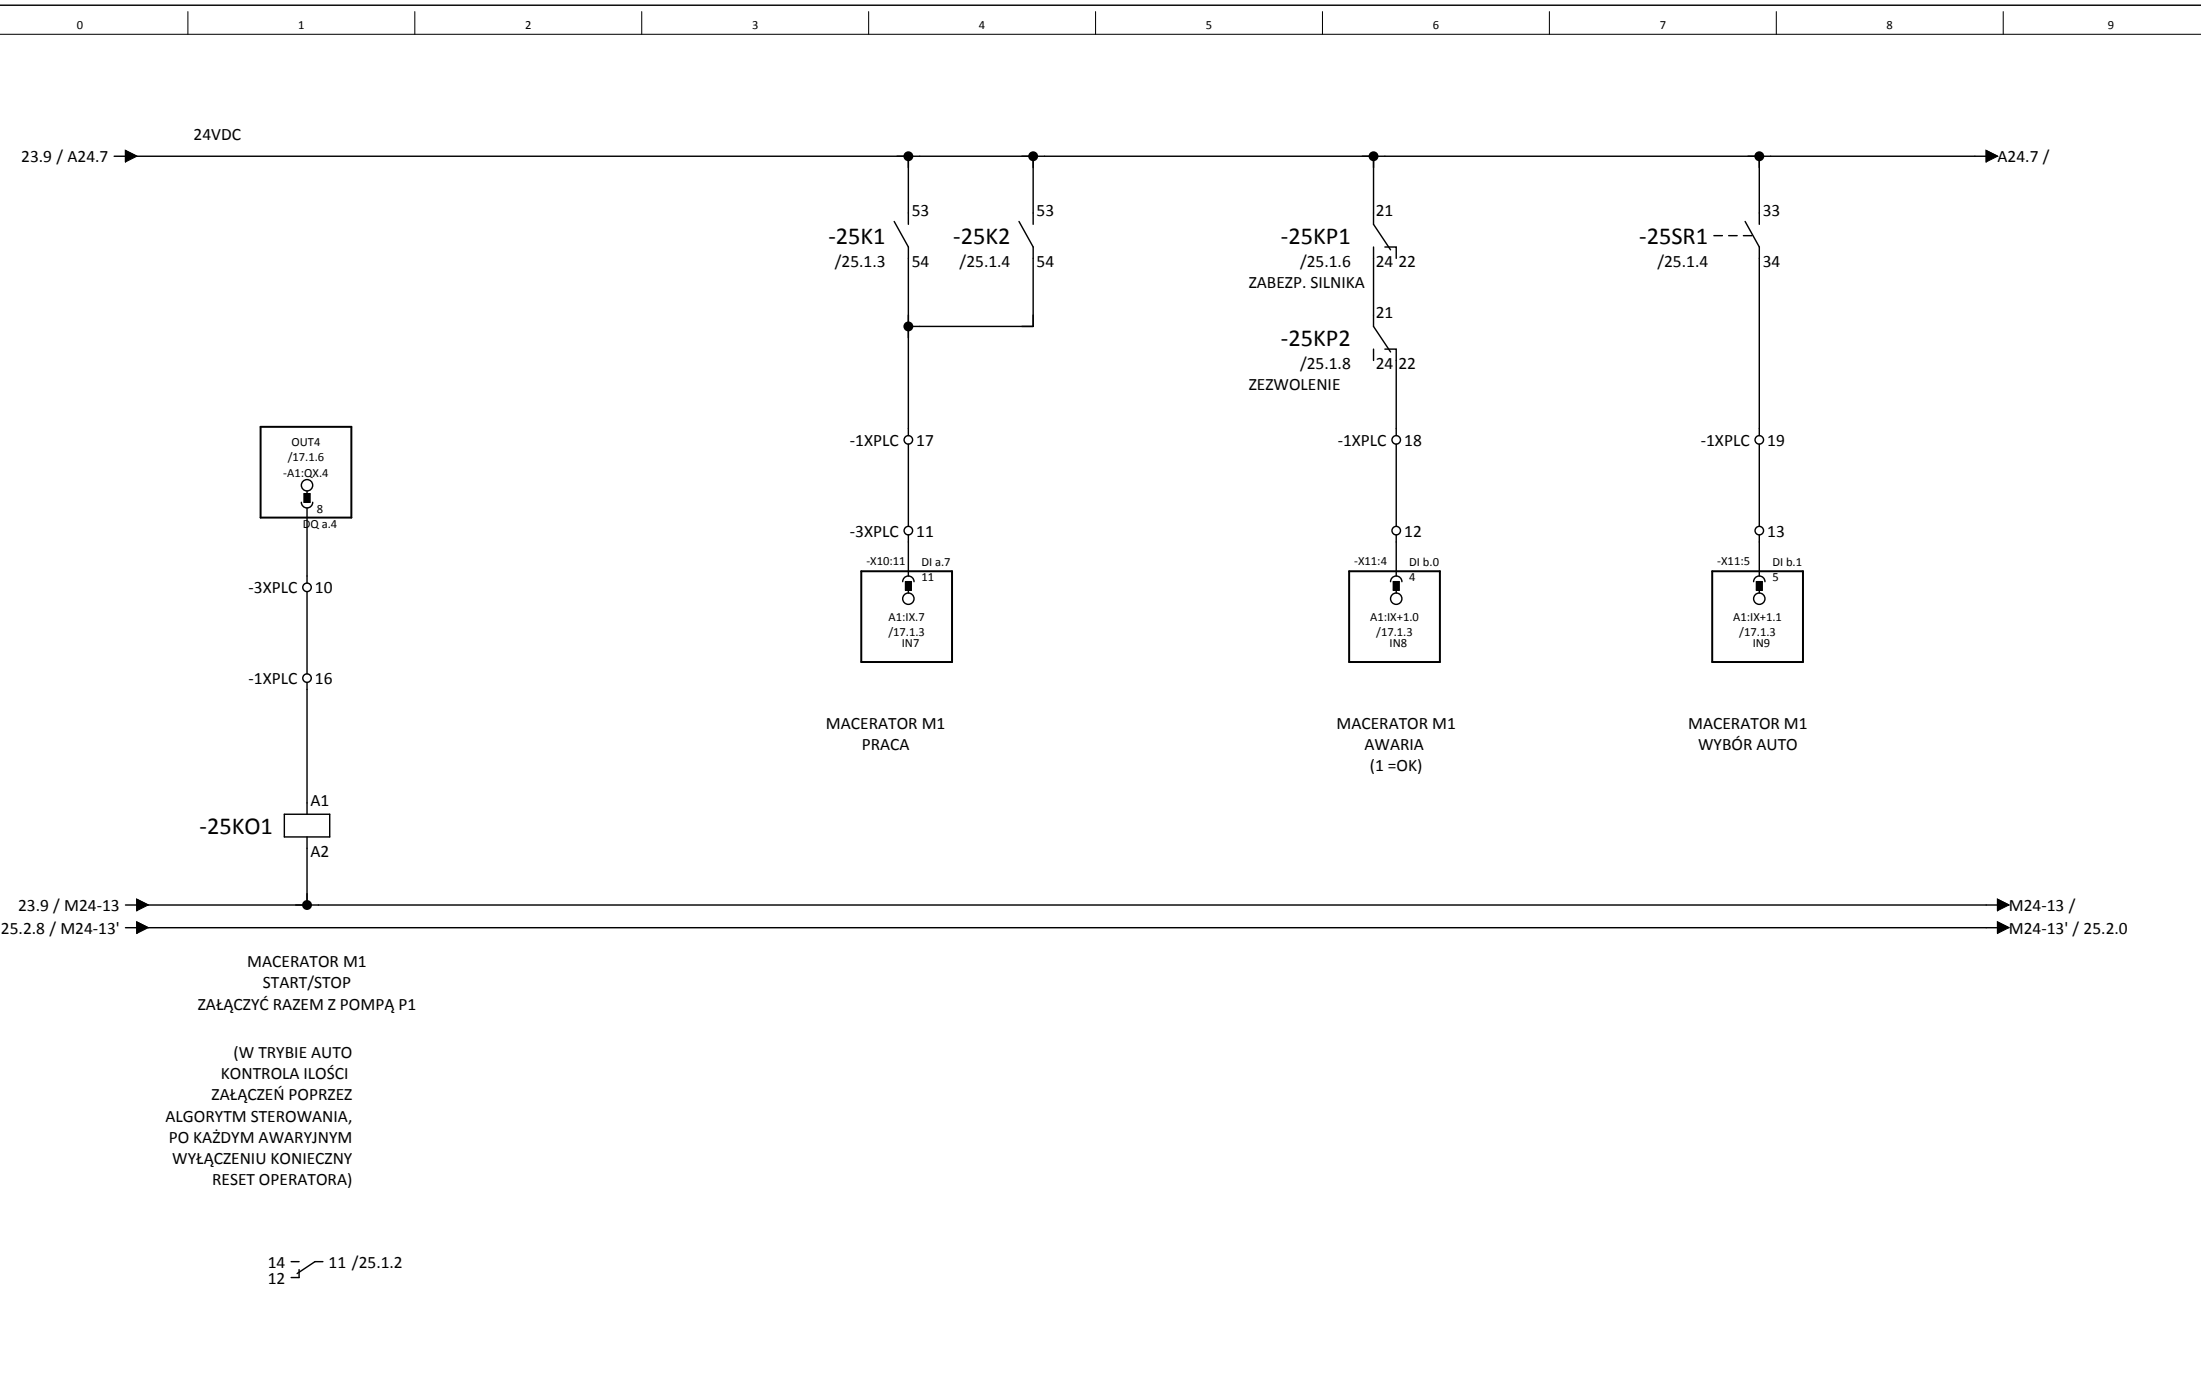 0 1 2 3 4 5 6 7 8 9
24VDC
23.9 / A24.7
A24.7 /
53
-25K1
/25.1.3
54
53
-25K2
/25.1.4
54
21
-25KP1
/25.1.6
24 22
ZABEZP. SILNIKA
21
-25KP2
/25.1.8
24 22
ZEZWOLENIE
33
-25SR1
/25.1.4
34
OUT4
/17.1.6
-A1:QX.4
8
DQ a.4
-3XPLC 10
-1XPLC 16
A1
-25KO1
A2
-1XPLC 17
-3XPLC 11
-X10:11 DI a.7
11
A1:IX.7
/17.1.3
IN7
MACERATOR M1
PRACA
-1XPLC 18
12
-X11:4 DI b.0
4
A1:IX+1.0
/17.1.3
IN8
MACERATOR M1
AWARIA
(1 =OK)
-1XPLC 19
13
-X11:5 DI b.1
5
A1:IX+1.1
/17.1.3
IN9
MACERATOR M1
WYBÓR AUTO
23.9 / M24-13
M24-13 /
25.2.8 / M24-13'
M24-13' / 25.2.0
MACERATOR M1
START/STOP
ZAŁĄCZYĆ RAZEM Z POMPĄ P1
(W TRYBIE AUTO
KONTROLA ILOŚCI
ZAŁĄCZEŃ POPRZEZ
ALGORYTM STEROWANIA,
PO KAŻDYM AWARYJNYM
WYŁĄCZENIU KONIECZNY
RESET OPERATORA)
14 11 /25.1.2
12